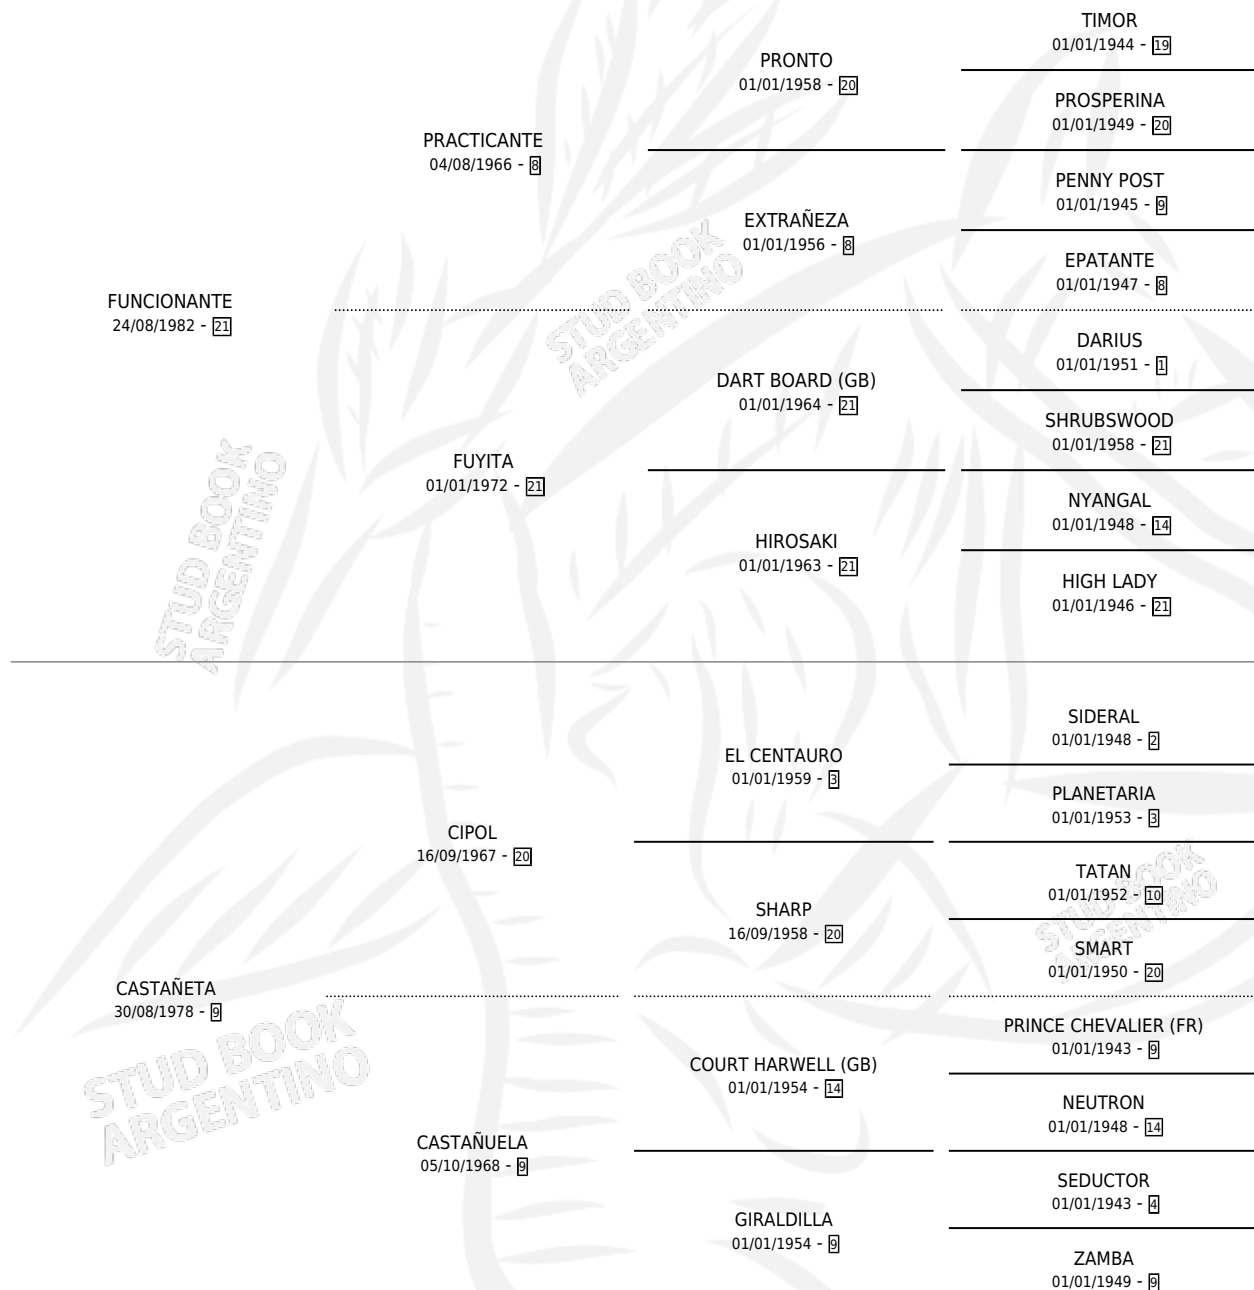 TIMOR
01/01/1944 - 19
PRONTO
01/01/1958 - 20
PROSPERINA
01/01/1949 - 20
PRACTICANTE
04/08/1966 - 8
PENNY POST
01/01/1945 - 9
EXTRAÑEZA
01/01/1956 - 8
EPATANTE
01/01/1947 - 8
FUNCIONANTE
24/08/1982 - 21
STUD BOOK
ARGENTINO
DARIUS
01/01/1951 - 1
DART BOARD (GB)
01/01/1964 - 21
SHRUBSWOOD
01/01/1958 - 21
FUYITA
01/01/1972 - 21
NYANGAL
01/01/1948 - 14
HIROSAKI
01/01/1963 - 21
HIGH LADY
01/01/1946 - 21
STUD BOOK
ARGENTINO
SIDERAL
01/01/1948 - 2
EL CENTAURO
01/01/1959 - 3
PLANETARIA
01/01/1953 - 3
CIPOL
16/09/1967 - 20
TATAN
01/01/1952 - 10
SHARP
16/09/1958 - 20
SMART
01/01/1950 - 20
STUD BOOK
ARGENTINO
CASTAÑETA
30/08/1978 - 9
STUD BOOK
ARGENTINO
PRINCE CHEVALIER (FR)
01/01/1943 - 9
COURT HARWELL (GB)
01/01/1954 - 14
NEUTRON
01/01/1948 - 14
CASTAÑUELA
05/10/1968 - 9
SEDUCTOR
01/01/1943 - 4
GIRALDILLA
01/01/1954 - 9
ZAMBA
01/01/1949 - 9